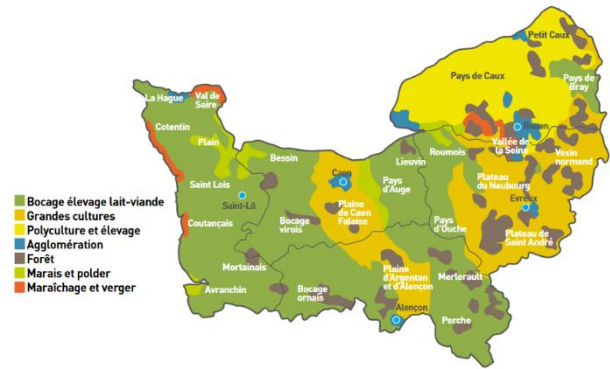 Petit Caux
Pays de Caux
Pays de
Bray
La Hague
Val de
Saire
Rouen
Vallée de
la Seine
Cotentin
Plain
Bessin
Caen
Lieuvin
Roumois
Vexin
normand
Plateau
du Neubourg
Saint Lois
Saint-Lô
Pays
d'Auge
Evreux
Plaine
de Caen
Falaise
Coutançais
Bocage
virois
Pays
d'Ouche
Plateau de
Saint André
Mortainais
Plaine
d'Argentan
et d'Alençon
Merlerault
Avranchin
Bocage
ornais
Alençon
Perche
Bocage élevage lait-viande
Grandes cultures
Polyculture et élevage
Agglomération
Forêt
Marais et polder
Maraîchage et verger